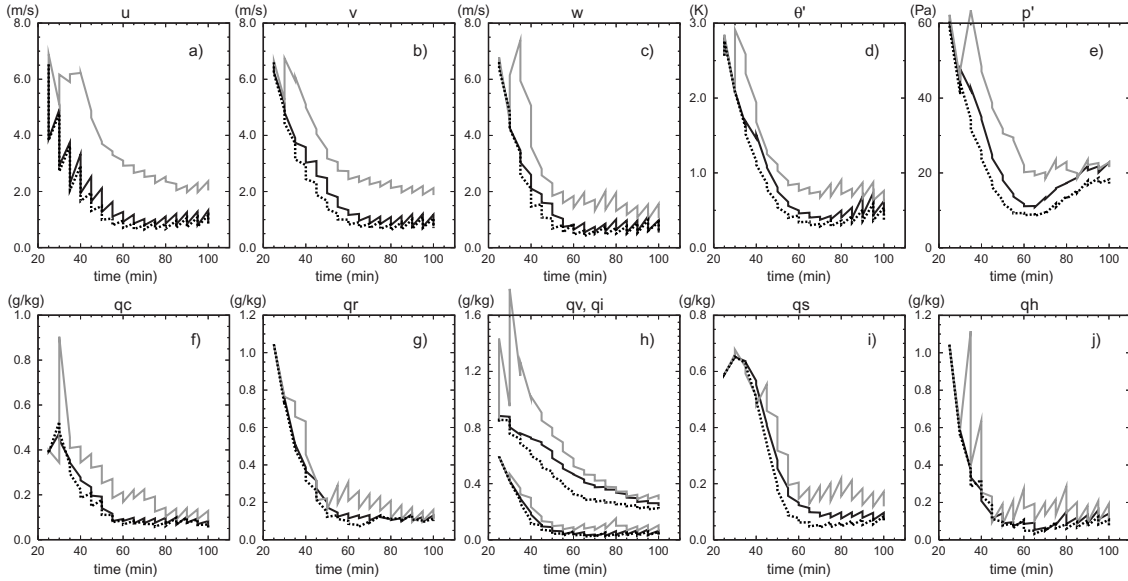 (m/s) u (m/s) v (m/s) w (K) θ' (Pa) p'
8.0 8.0 8.0 3.0 60
a) b) c) d) e)
6.0 6.0 6.0
2.0 40
4.0 4.0 4.0
1.0 20
2.0 2.0 2.0
0.0 0.0 0.0 0.0 0
20 40 60 80 100 20 40 60 80 100 20 40 60 80 100 20 40 60 80 100 20 40 60 80 100
time (min) time (min) time (min) time (min) time (min)
(g/kg) qc (g/kg) qr (g/kg) qv, qi (g/kg) qs (g/kg) qh
1.0 1.2 1.6 0.8 1.2
f) g) h) i) j)
0.8 1.0 1.0
1.2 0.6
0.6 0.8 0.8
0.8 0.4
0.6 0.6
0.4
0.4 0.4
0.4 0.2
0.2 0.2 0.2
0.0 0.0 0.0 0.0 0.0
20 40 60 80 100 20 40 60 80 100 20 40 60 80 100 20 40 60 80 100 20 40 60 80 100
time (min) time (min) time (min) time (min) time (min)